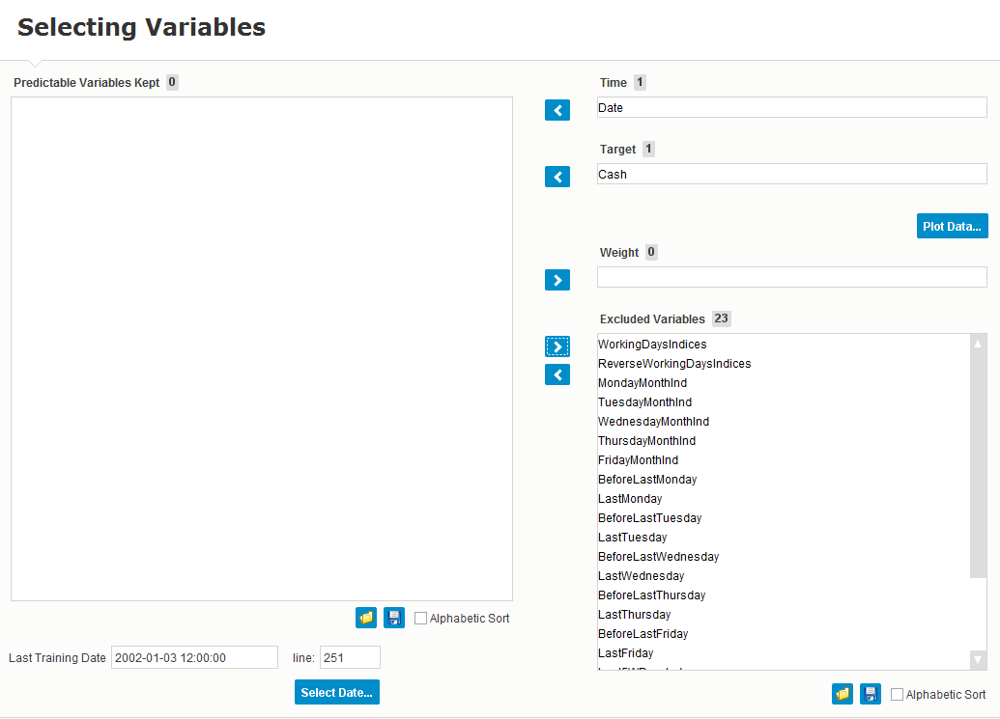 Selecting Variables
Predictable Variables Kept 0
Time 1
Date
Target 1
Cash
Plot Data...
Weight 0
Excluded Variables 23
WorkingDaysIndices
ReverseWorkingDaysIndices
MondayMonthInd
TuesdayMonthInd
WednesdayMonthInd
ThursdayMonthInd
FridayMonthInd
BeforeLastMonday
LastMonday
BeforeLastTuesday
LastTuesday
BeforeLastWednesday
LastWednesday
BeforeLastThursday
LastThursday
BeforeLastFriday
LastFriday
Alphabetic Sort
Last Training Date 2002-01-03 12:00:00 line: 251
Select Date...
Alphabetic Sort